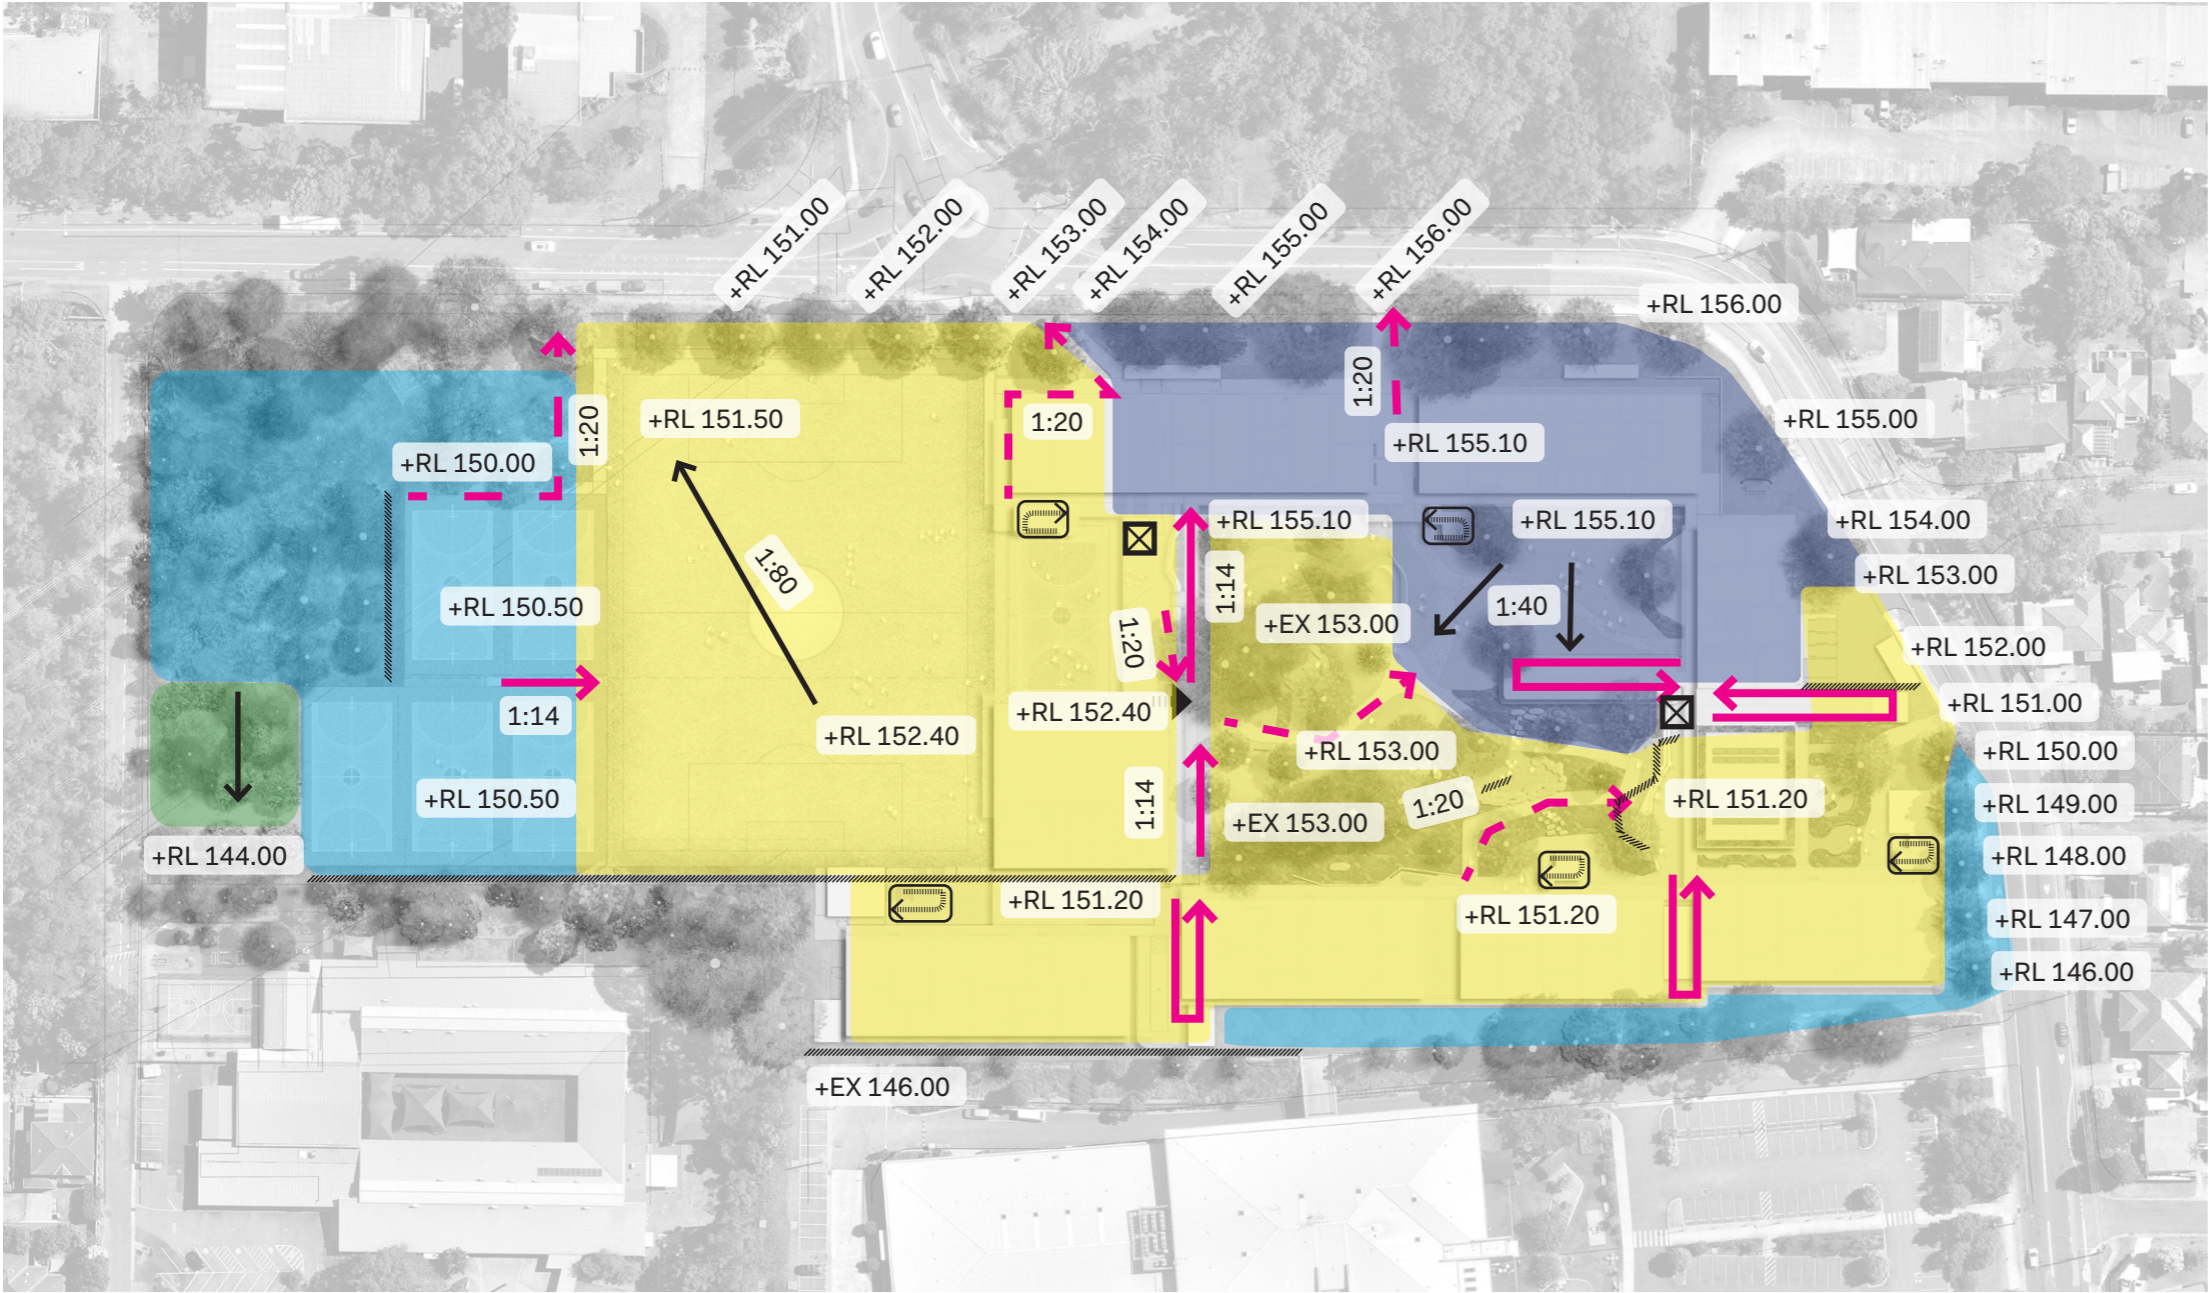 +RL 151.00
+RL 152.00
+RL 153.00
+RL 154.00
+RL 155.00
+RL 156.00
+RL 156.00
1:20
+RL 151.50
1:20
1:20
+RL 155.00
+RL 155.10
+RL 150.00
+RL 155.10
+RL 155.10
+RL 154.00
1:80
1:14
+RL 153.00
+RL 150.50
1:40
+EX 153.00
1:20
+RL 152.00
1:14
+RL 152.40
+RL 151.00
+RL 152.40
+RL 153.00
+RL 150.00
+RL 150.50
1:14
1:20
+RL 151.20
+RL 149.00
+EX 153.00
+RL 144.00
+RL 148.00
+RL 151.20
+RL 151.20
+RL 147.00
+RL 146.00
+EX 146.00